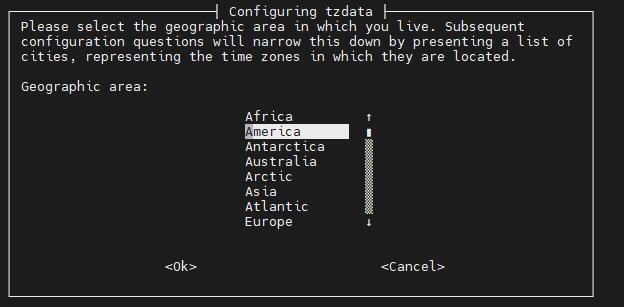 Configuring tzdata
Please select the geographic area in which you live. Subsequent
configuration questions will narrow this down by presenting a list of
cities, representing the time zones in which they are located.
Geographic area:
Africa ↑
America
Antarctica
Australia
Arctic
Asia
Atlantic
Europe ↓
<Ok> <Cancel>